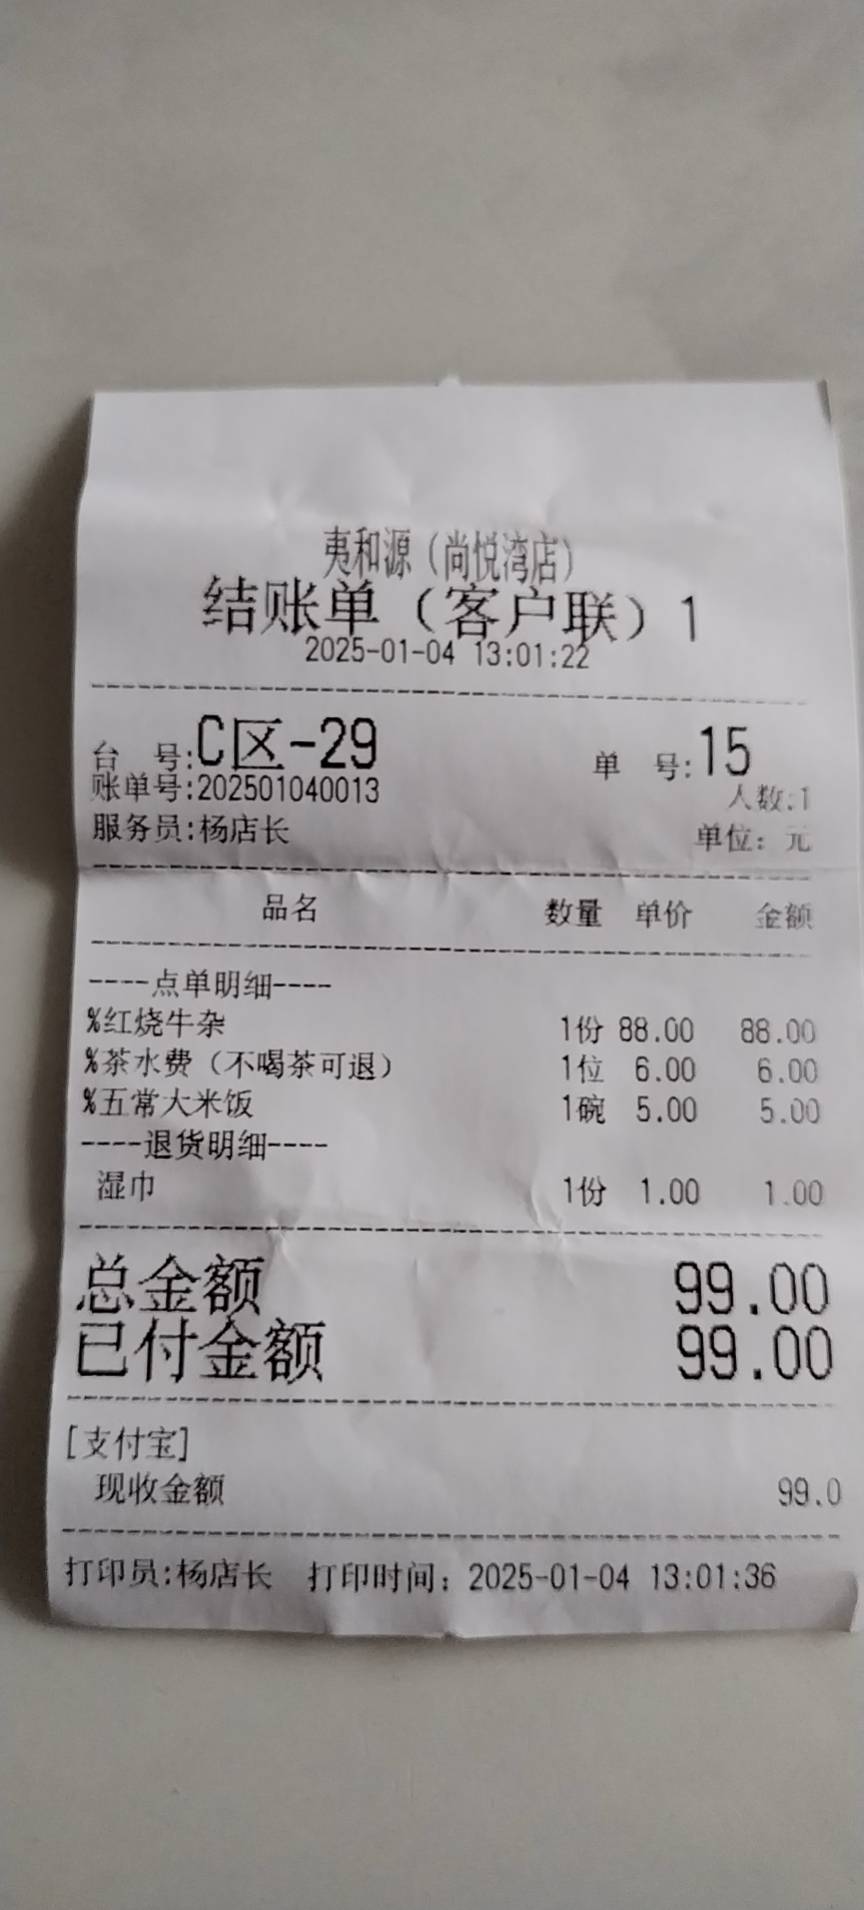 夷和源（尚悦湾店）
结账单（客户联）1
2025-01-04 13:01:22
台 号:C区-29 单 号:15
账单号:202501040013 人数:1
服务员:杨店长 单位：元
品名 数量 单价 金额
----点单明细----
%红烧牛杂 1份 88.00 88.00
%茶水费（不喝茶可退） 1位 6.00 6.00
%五常大米饭 1碗 5.00 5.00
----退货明细----
湿巾 1份 1.00 1.00
总金额 99.00
已付金额 99.00
[支付宝]
现收金额 99.0
打印员:杨店长 打印时间：2025-01-04 13:01:36